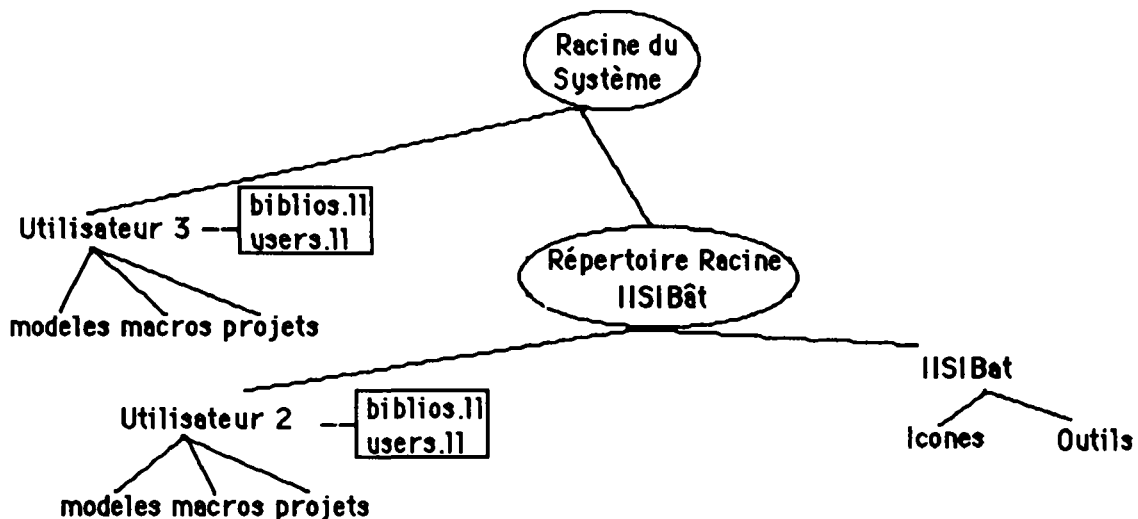 Racine du
Système
biblios.ll
users.ll
Utilisateur 3
Répertoire Racine
IISIBât
modeles macros projets
IISIBat
biblios.ll
users.ll
Utilisateur 2
Icones Outils
modeles macros projets